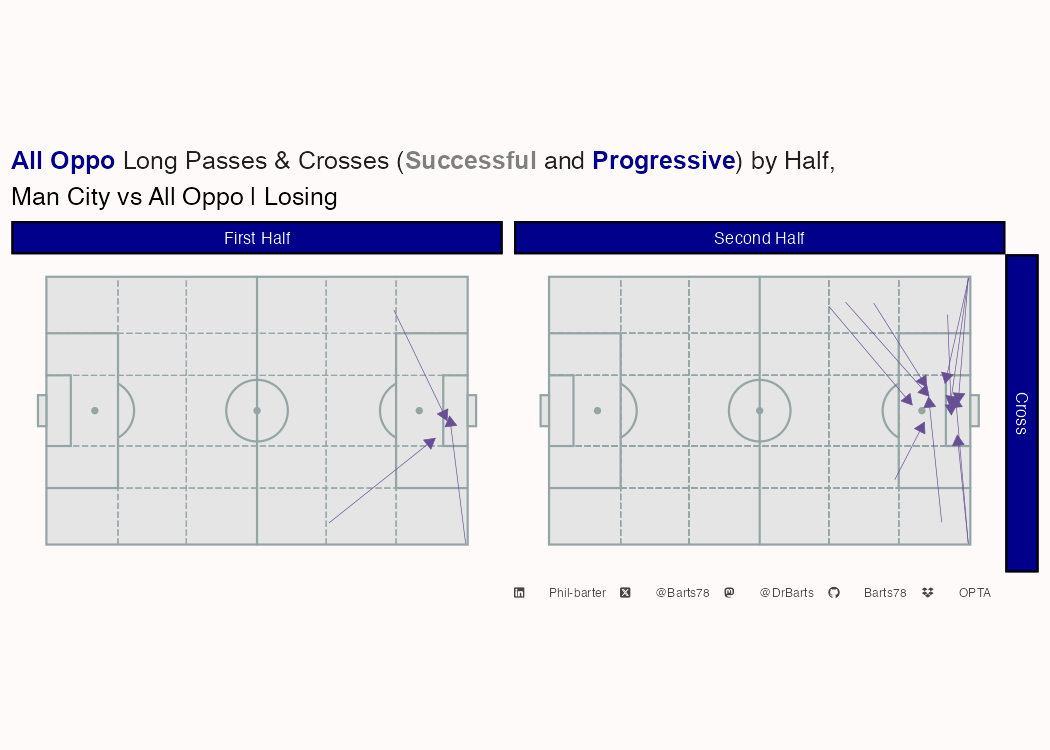 All Oppo Long Passes & Crosses (Successful and Progressive) by Half,
Man City vs All Oppo | Losing
First Half
Second Half
Cross
Phil-barter @Barts78 @DrBarts Barts78 OPTA